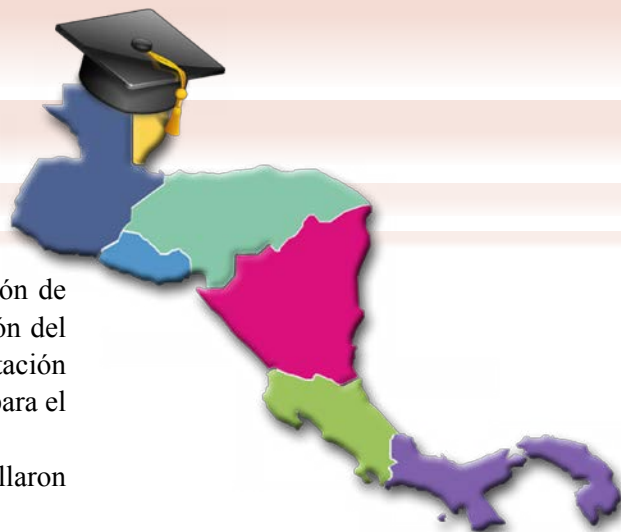 ón de
ón del
tación
para el
llaron